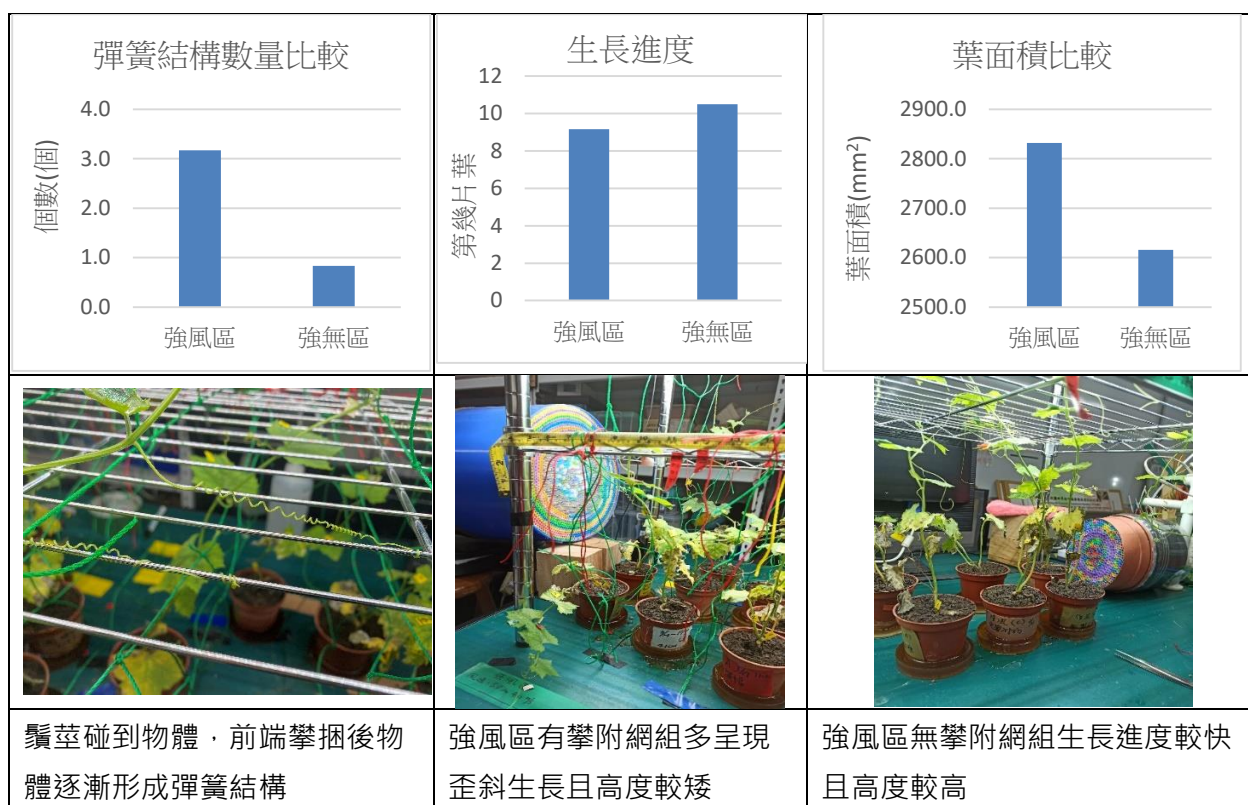 彈簧結構數量比較
4.0
3.0
2.0
1.0
0.0
個數(個)
強風區
強無區
生長進度
12
10
8
6
4
2
0
第幾片葉
強風區
強無區
葉面積比較
2900.0
2800.0
2700.0
2600.0
2500.0
葉面積(mm²)
強風區
強無區
鬚莖碰到物體，前端攀捆後物
體逐漸形成彈簧結構
強風區有攀附網組多呈現
歪斜生長且高度較矮
強風區無攀附網組生長進度較快
且高度較高